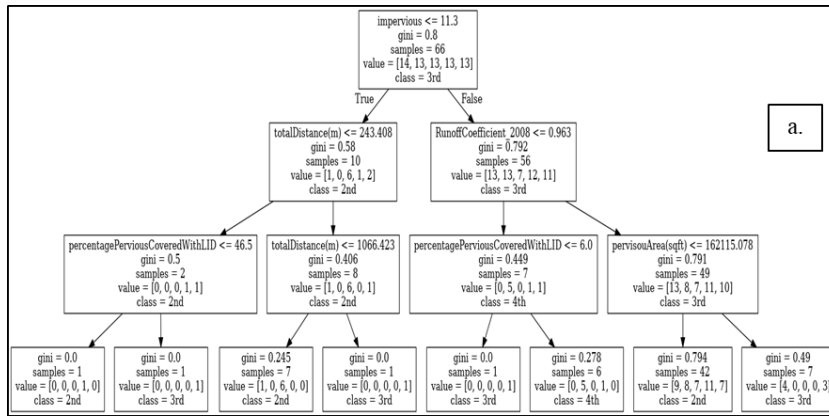 impervious <= 11.3
gini = 0.8
samples = 66
value = [14, 13, 13, 13, 13]
class = 3rd
True
False
a.
totalDistance(m) <= 243.408
gini = 0.58
samples = 10
value = [1, 0, 6, 1, 2]
class = 2nd
RunoffCoefficient_2008 <= 0.963
gini = 0.792
samples = 56
value = [13, 13, 7, 12, 11]
class = 3rd
percentagePerviousCoveredWithLID <= 46.5
gini = 0.5
samples = 2
value = [0, 0, 0, 1, 1]
class = 2nd
totalDistance(m) <= 1066.423
gini = 0.406
samples = 8
value = [1, 0, 6, 0, 1]
class = 2nd
percentagePerviousCoveredWithLID <= 6.0
gini = 0.449
samples = 7
value = [0, 5, 0, 1, 1]
class = 4th
pervisouArea(sqft) <= 162115.078
gini = 0.791
samples = 49
value = [13, 8, 7, 11, 10]
class = 3rd
gini = 0.0
samples = 1
value = [0, 0, 0, 1, 0]
class = 2nd
gini = 0.0
samples = 1
value = [0, 0, 0, 0, 1]
class = 3rd
gini = 0.245
samples = 7
value = [1, 0, 6, 0, 0]
class = 2nd
gini = 0.0
samples = 1
value = [0, 0, 0, 0, 1]
class = 3rd
gini = 0.0
samples = 1
value = [0, 0, 0, 0, 1]
class = 3rd
gini = 0.278
samples = 6
value = [0, 5, 0, 1, 0]
class = 4th
gini = 0.794
samples = 42
value = [9, 8, 7, 11, 7]
class = 2nd
gini = 0.49
samples = 7
value = [4, 0, 0, 0, 3]
class = 3rd